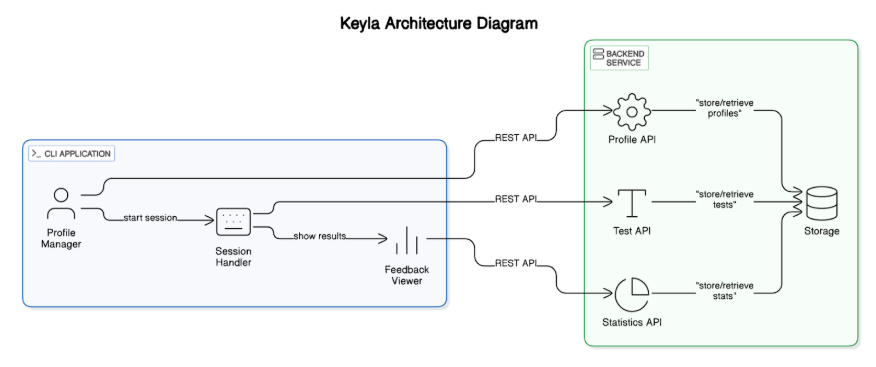 Keyla Architecture Diagram
BACKEND
SERVICE
"store/retrieve
profiles"
REST API
Profile API
>_ CLI APPLICATION
REST API
"store/retrieve
tests"
start session
Profile
Manager
Test API
Storage
show results
Session
Handler
REST API
Feedback
Viewer
"store/retrieve
stats"
Statistics API